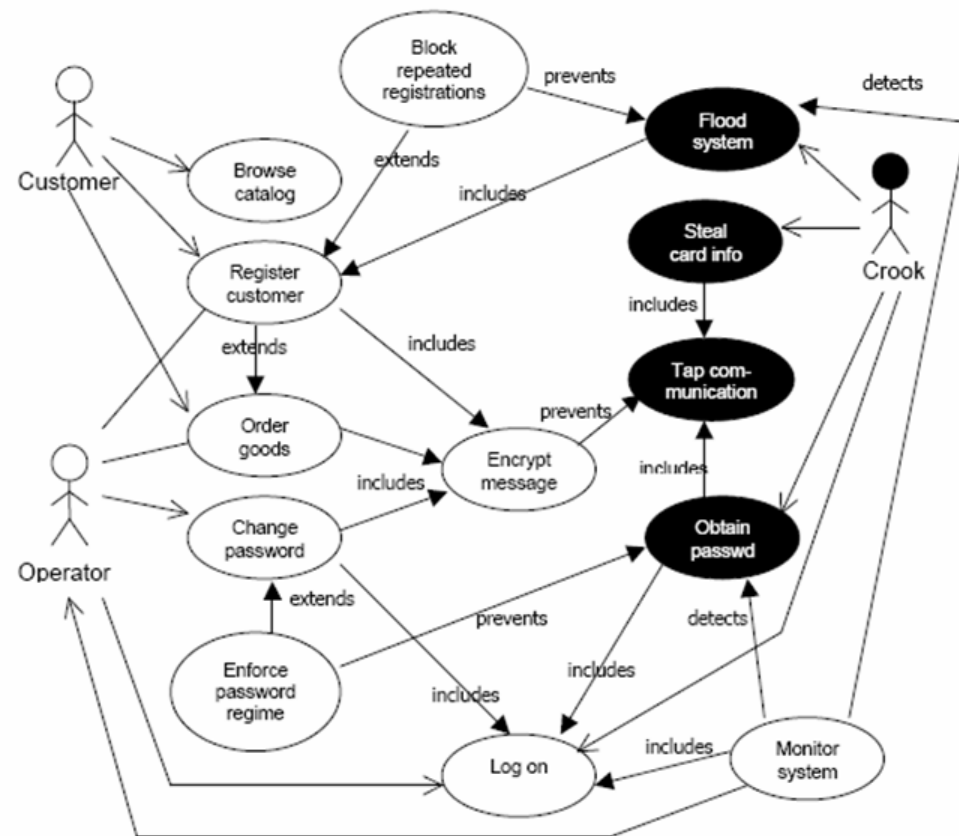 Block
repeated
registrations
prevents
detects
Flood
system
Customer
extends
Browse
catalog
includes
Steal
card info
Crook
Register
customer
includes
extends
includes
Tap com-
munication
prevents
Order
goods
Encrypt
message
includes
includes
Change
password
Obtain
passwd
Operator
extends
prevents
detects
Enforce
password
regime
includes
includes
includes
Log on
Monitor
system